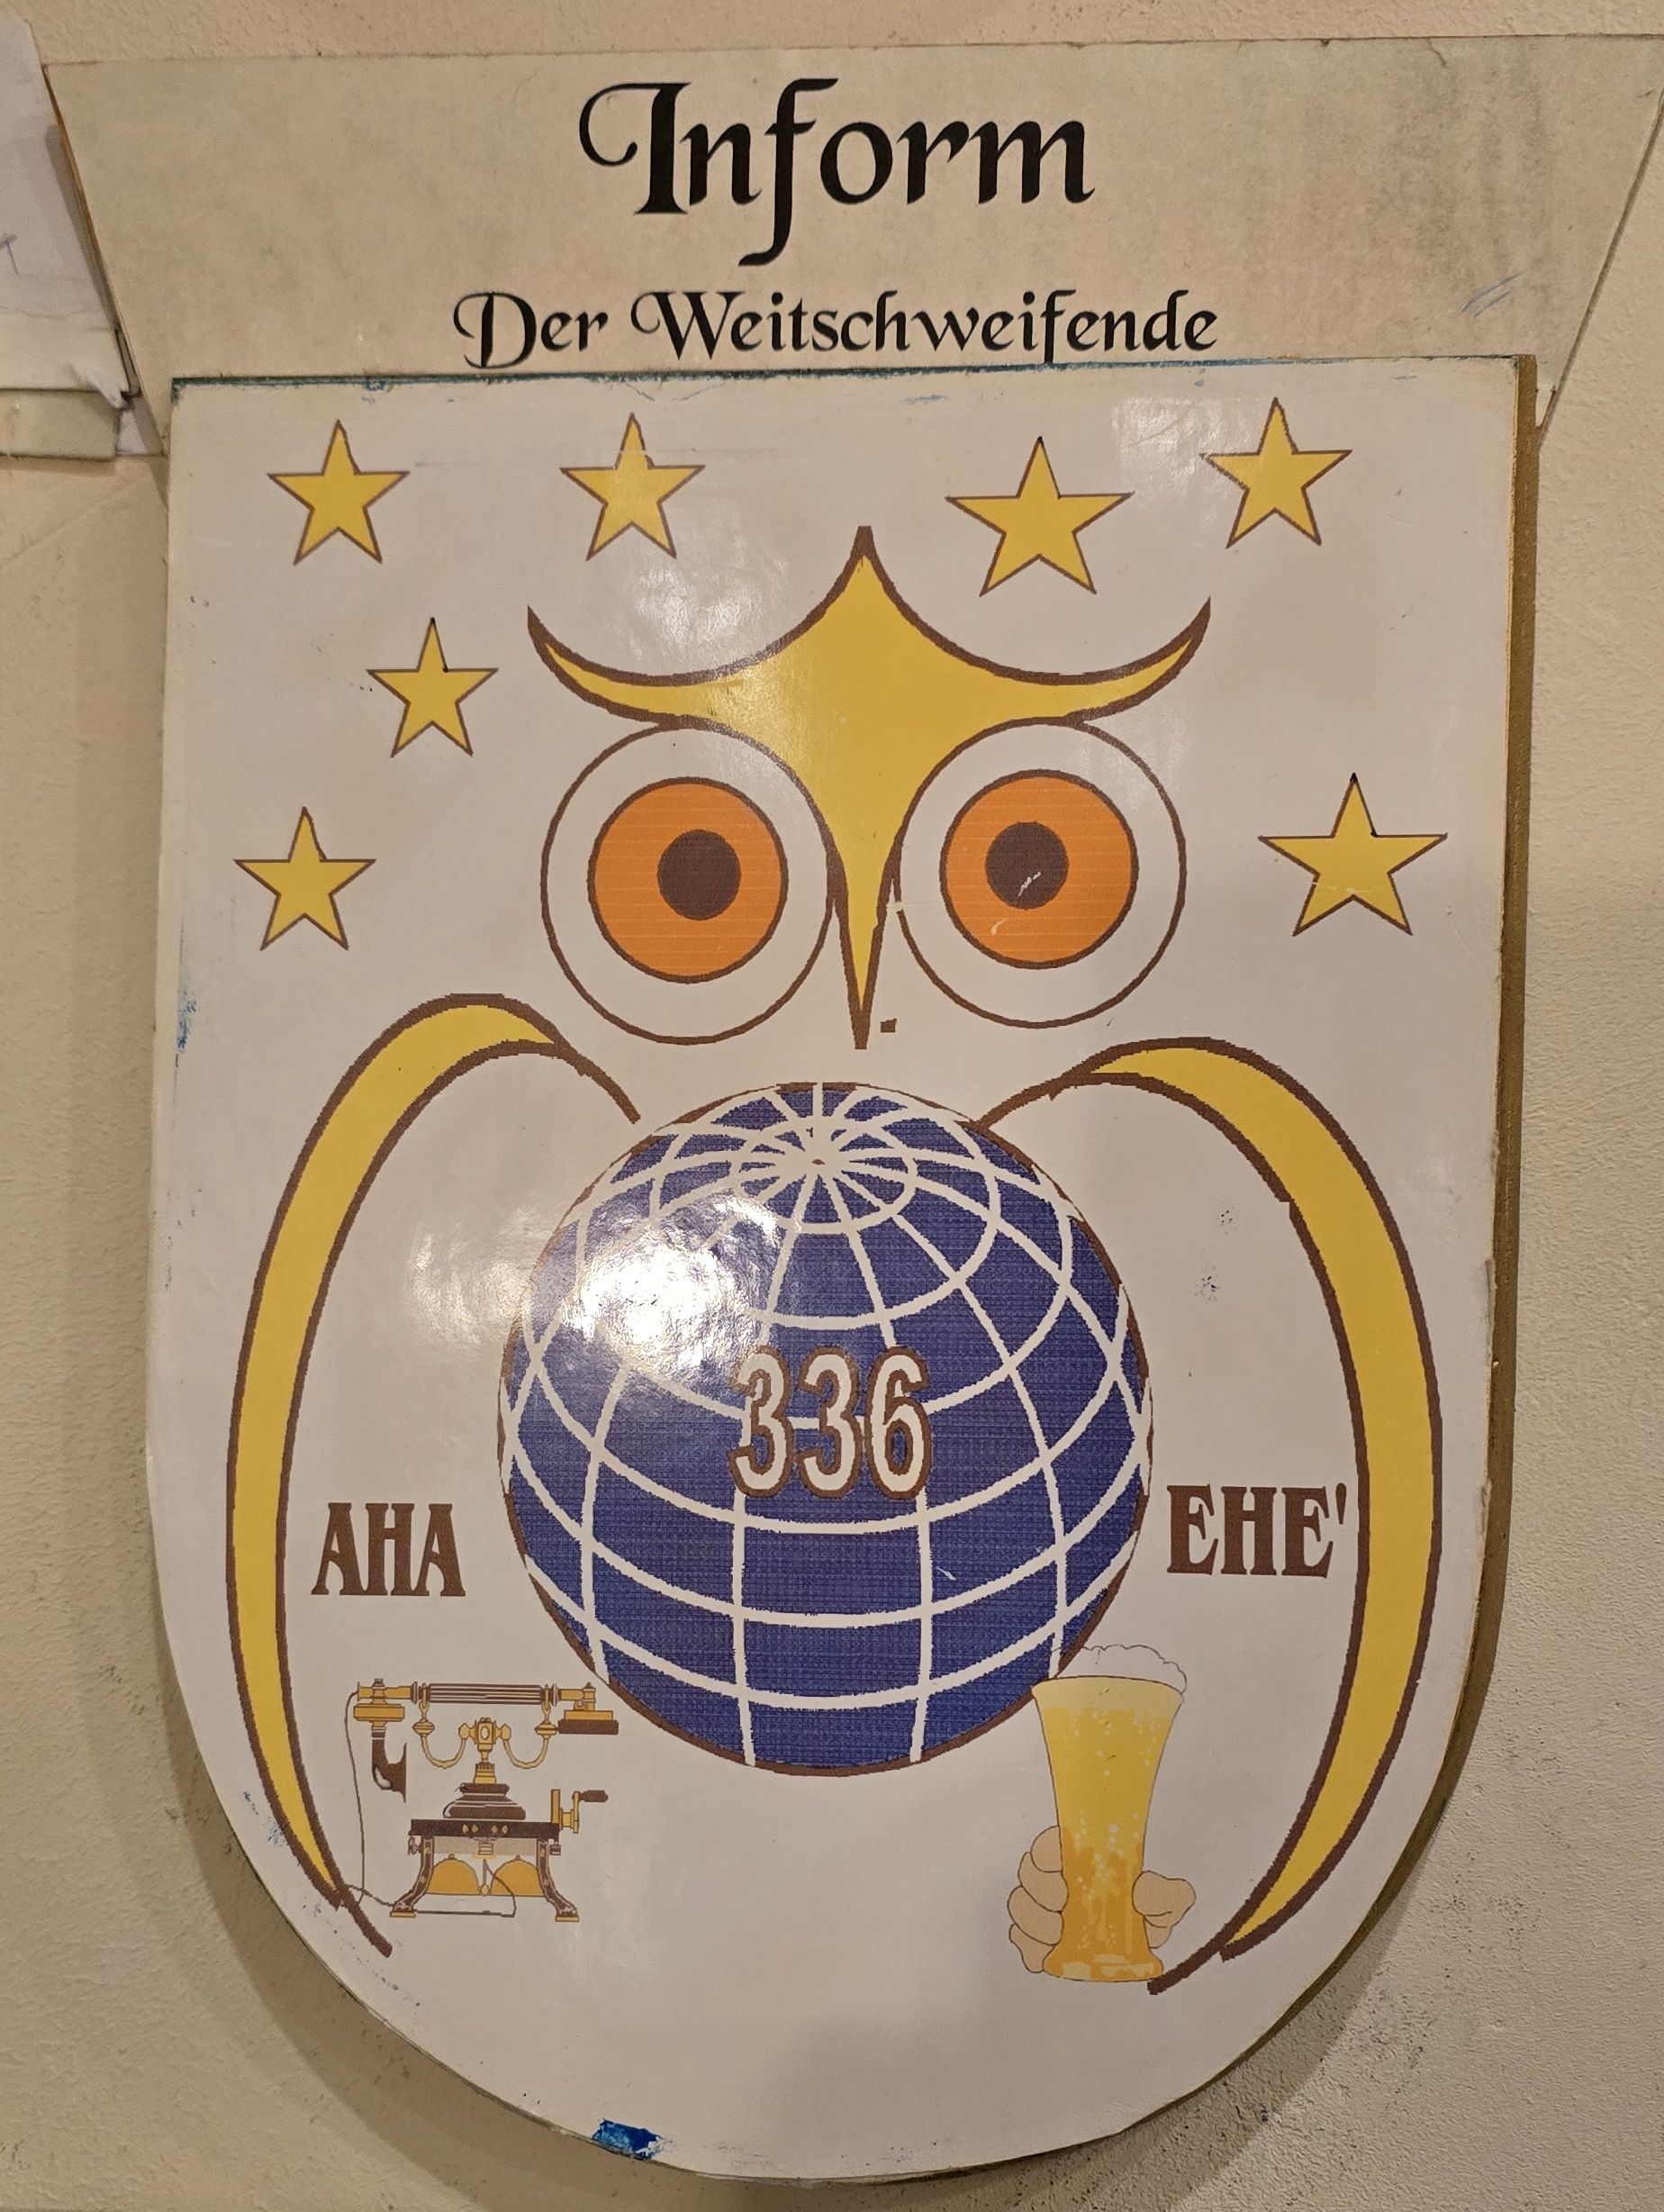 Inform
Der Weitschweifende
336
AHA
EHE'